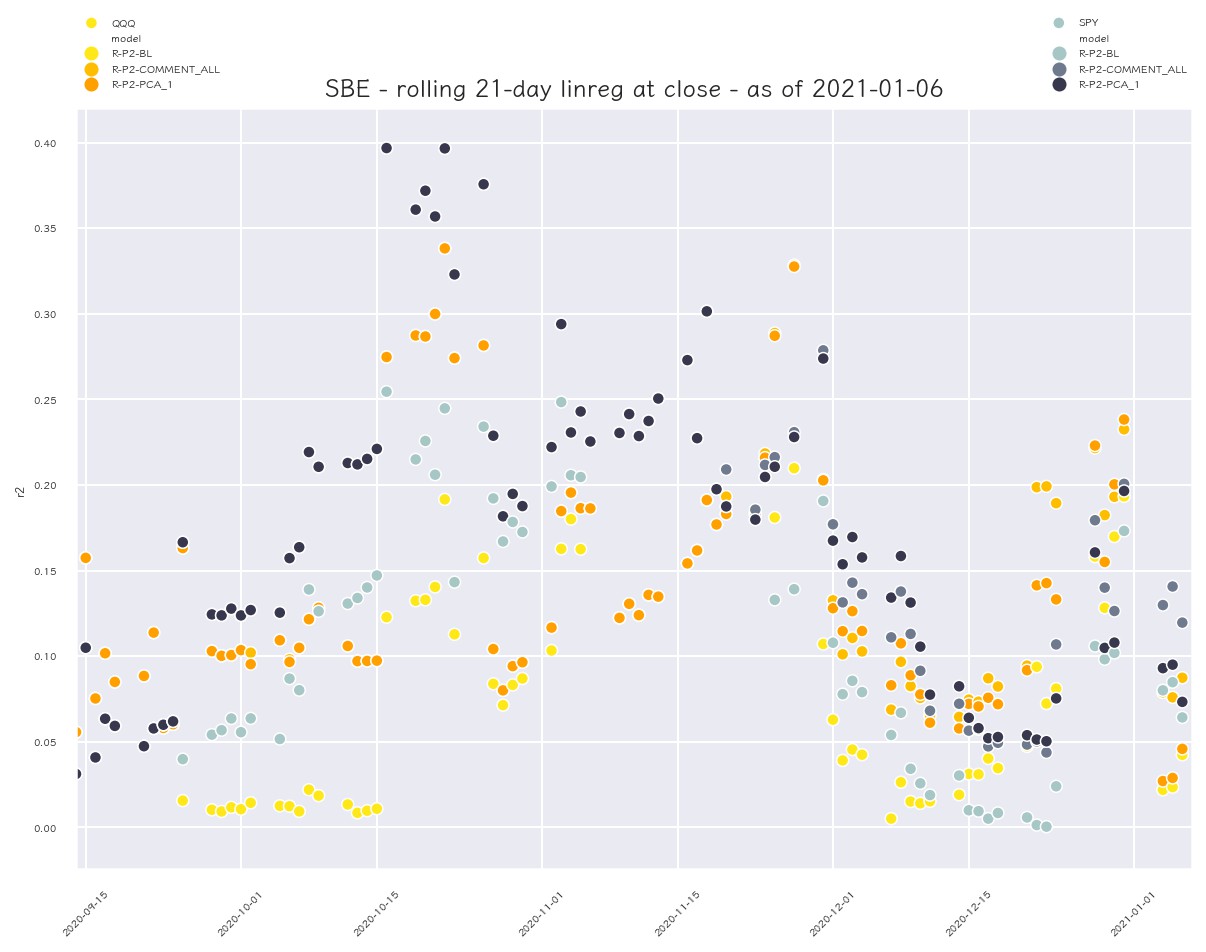 QQQ
model
R-P2-BL
R-P2-COMMENT_ALL
R-P2-PCA_1
SPY
model
R-P2-BL
R-P2-COMMENT_ALL
R-P2-PCA_1
SBE - rolling 21-day linreg at close - as of 2021-01-06
0.40
0.35
0.30
0.25
0.20
0.15
0.10
0.05
0.00
r2
2020-09-15
2020-10-01
2020-10-15
2020-11-01
2020-11-15
2020-12-01
2020-12-15
2021-01-01